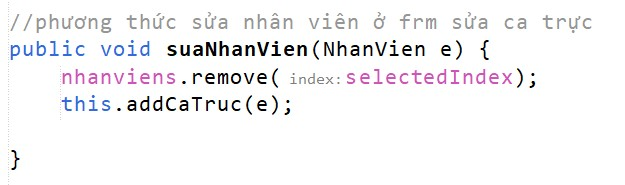 //phương thức sửa nhân viên ở frm sửa ca trực
public void suaNhanVien(NhanVien e) {
nhanviens.remove( index: selectedIndex);
this.addCaTruc(e);
}